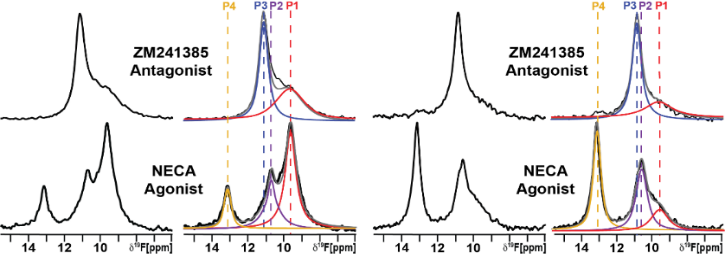 P4 P3 P2 P1 P4 P3 P2 P1
ZM241385 ZM241385
Antagonist Antagonist
NECA NECA
Agonist Agonist
14 12 10 δ¹⁹F[ppm] 14 12 10 δ¹⁹F[ppm] 14 12 10 δ¹⁹F[ppm] 14 12 10 δ¹⁹F[ppm]